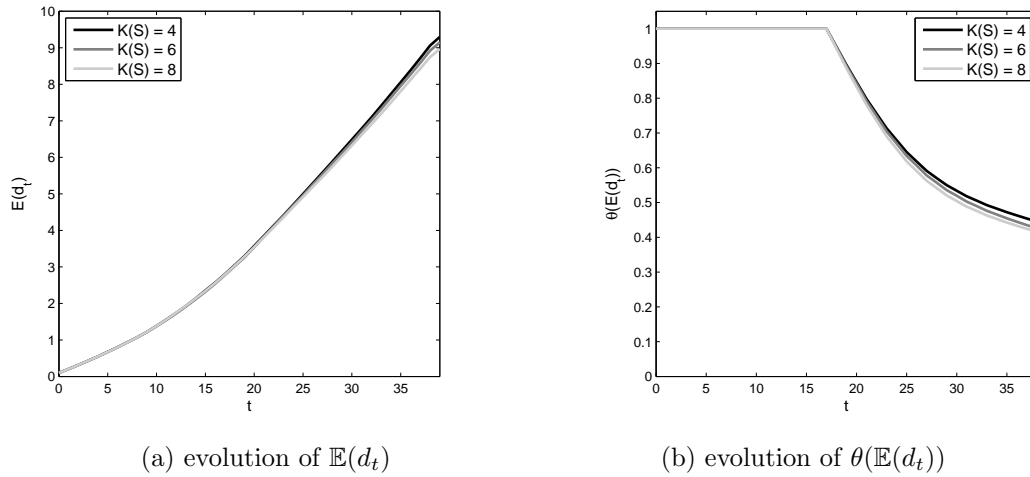 10
9
8
7
6
5
4
3
2
1
0
E(d_t)
K(S) = 4
K(S) = 6
K(S) = 8
0 5 10 15 20 25 30 35
t
(a) evolution of 𝔼(d_t)
1
0.9
0.8
0.7
0.6
0.5
0.4
0.3
0.2
0.1
0
θ(E(d_t))
K(S) = 4
K(S) = 6
K(S) = 8
0 5 10 15 20 25 30 35
t
(b) evolution of θ(𝔼(d_t))